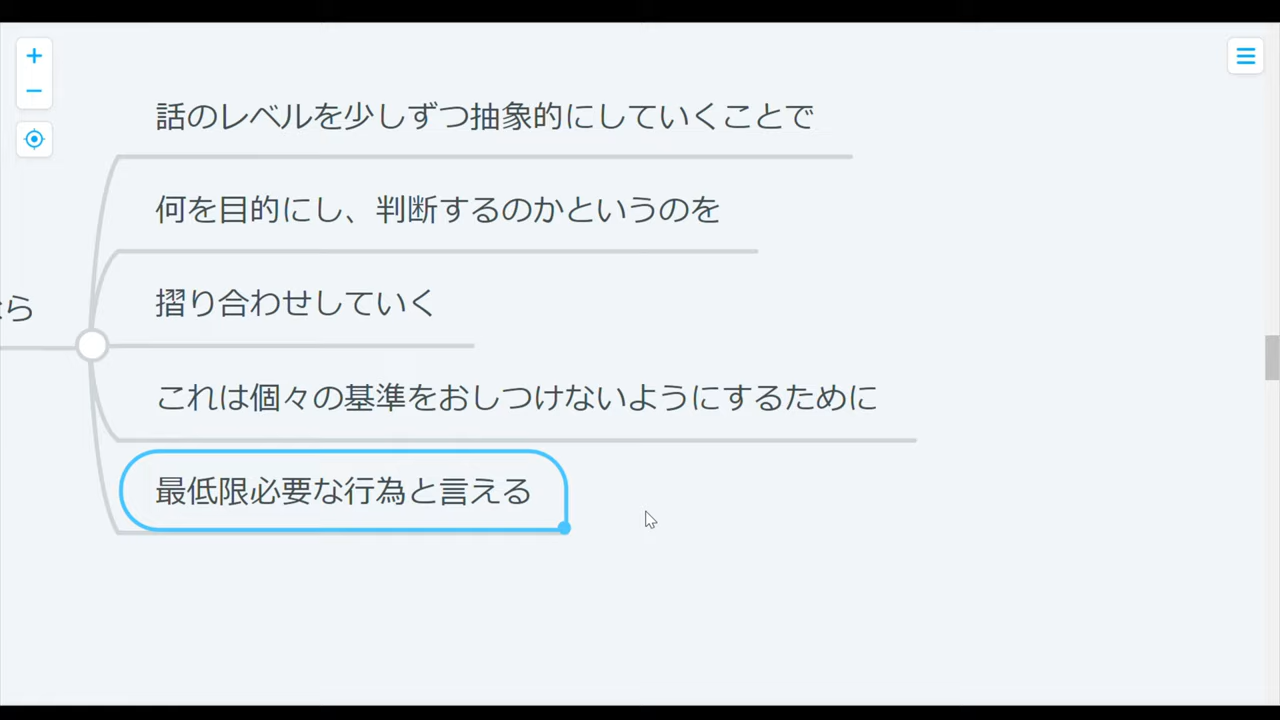 話のレベルを少しずつ抽象的にしていくことで
何を目的にし、判断するのかというのを
ら
摺り合わせしていく
これは個々の基準をおしつけないようにするために
最低限必要な行為と言える